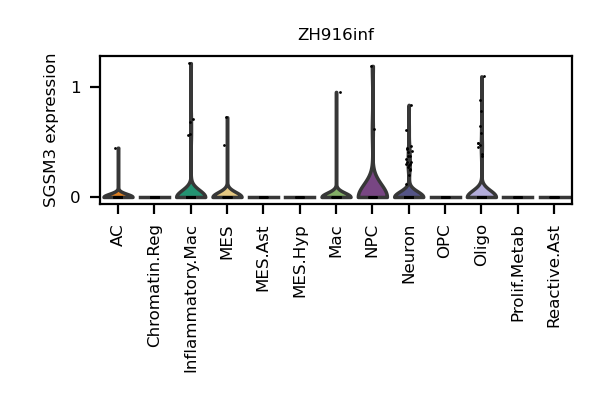 ZH916inf
SGSM3 expression
1
0
AC
Chromatin.Reg
Inflammatory.Mac
MES
MES.Ast
MES.Hyp
Mac
NPC
Neuron
OPC
Oligo
Prolif.Metab
Reactive.Ast